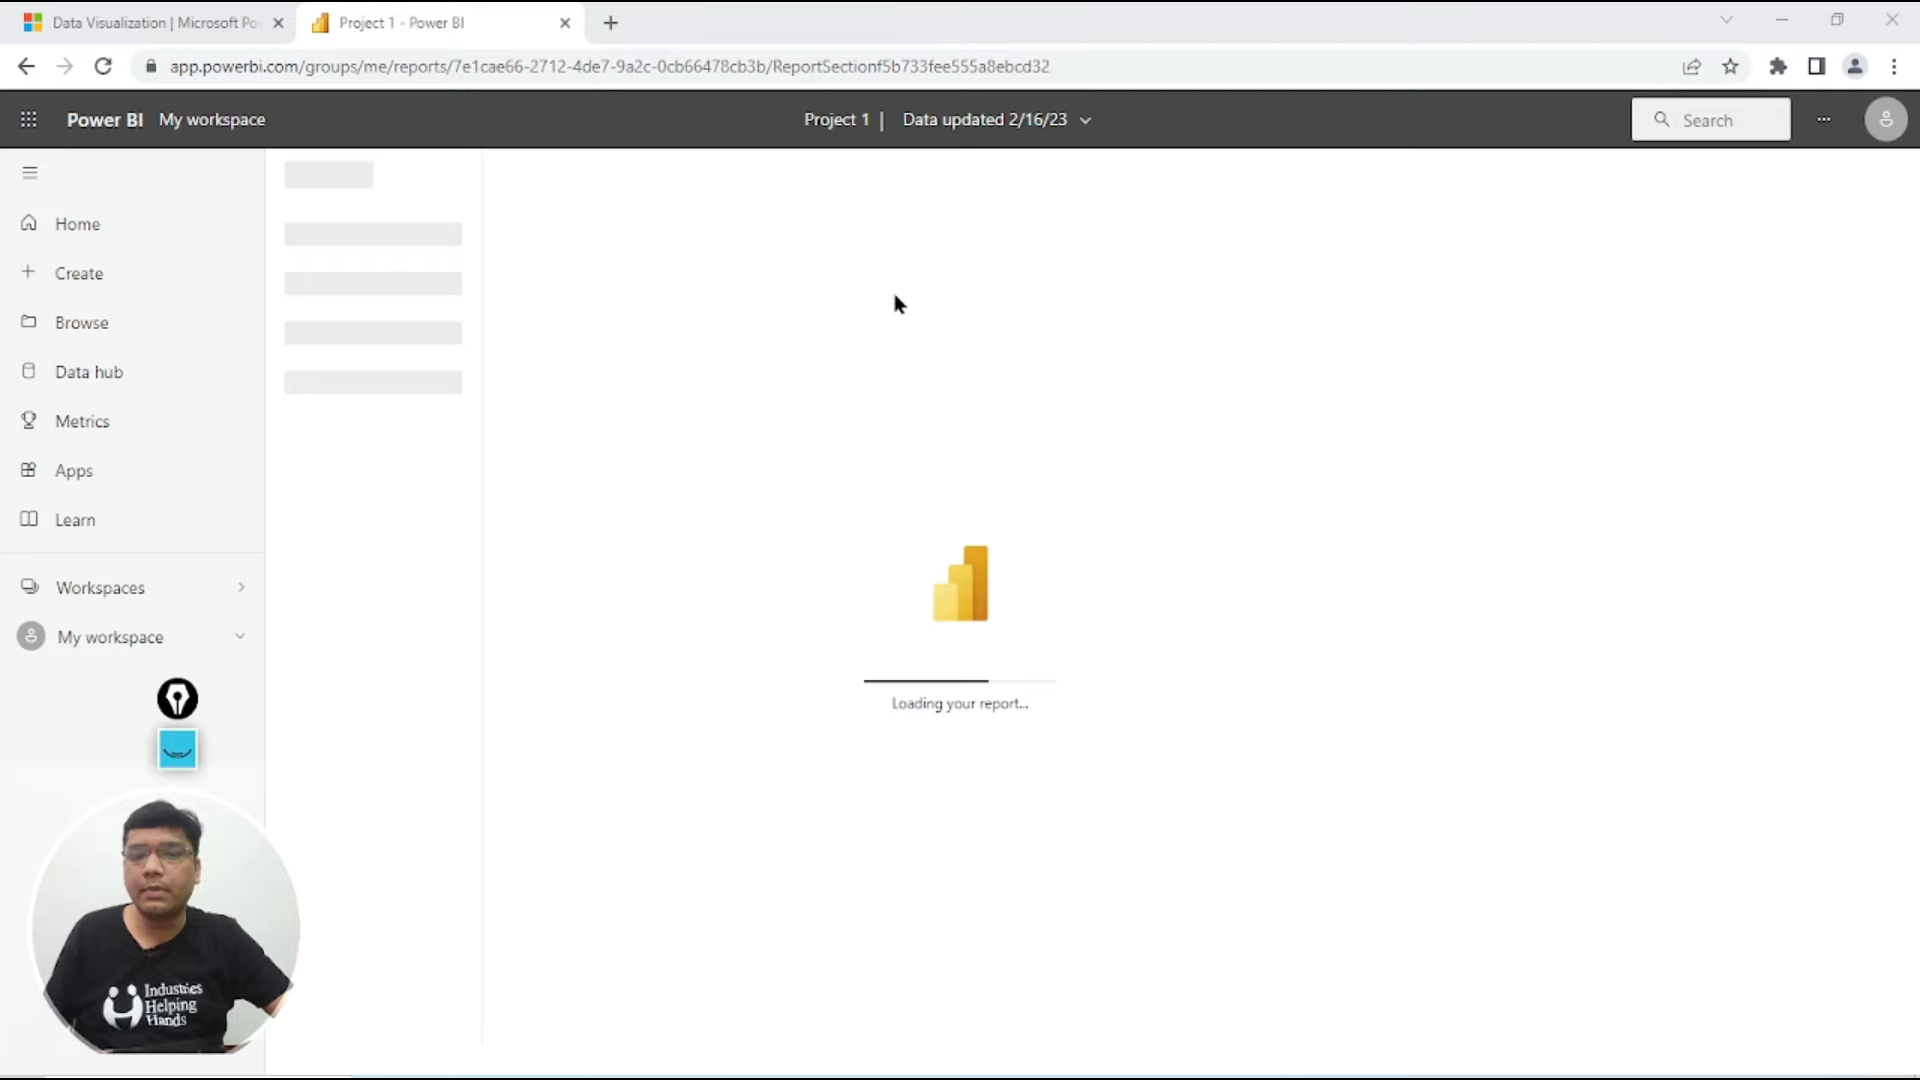 Data Visualization | Microsoft Po
Project 1 - Power BI
app.powerbi.com/groups/me/reports/7e1cae66-2712-4de7-9a2c-0cb66478cb3b/ReportSectionf5b733fee555a8ebcd32
Power BI My workspace
Project 1 | Data updated 2/16/23
Search
Home
Create
Browse
Data hub
Metrics
Apps
Learn
Workspaces
My workspace
Loading your report...
Industries
Helping
Hands